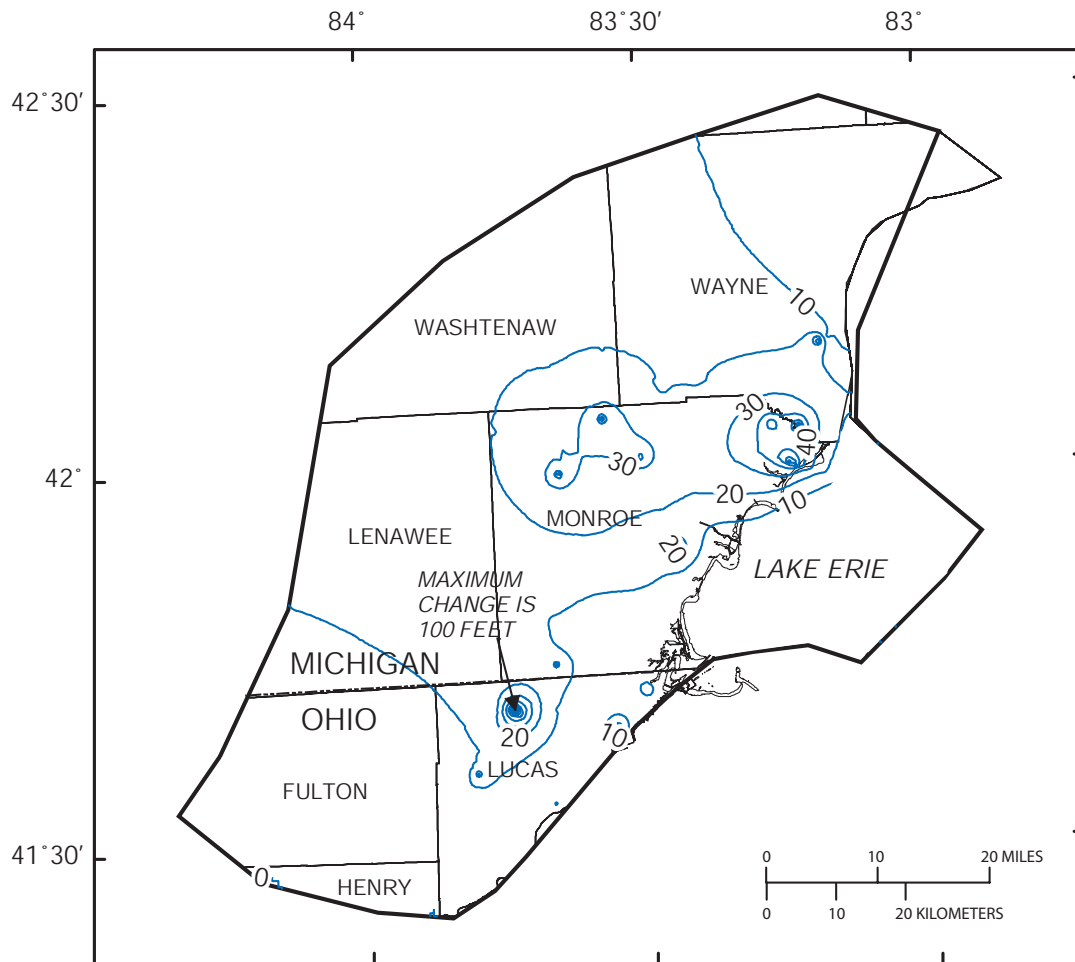 84˚
83˚30′
83˚
42˚30′
WAYNE
10
WASHTENAW
30
40
30
42˚
20
10
MONROE
LENAWEE
20
LAKE ERIE
MAXIMUM
CHANGE IS
100 FEET
MICHIGAN
OHIO
20
10
LUCAS
FULTON
41˚30′
0 10 20 MILES
0
HENRY
0 10 20 KILOMETERS